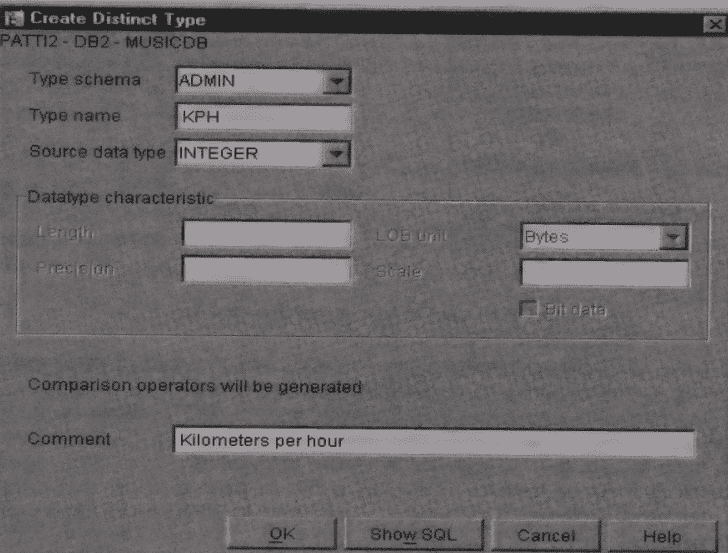 Create Distinct Type
PATTI2 - DB2 - MUSICDB
Type schema ADMIN
Type name KPH
Source data type INTEGER
Datatype characteristic
Length LOB unit Bytes
Precision Scale
Bit data
Comparison operators will be generated
Comment Kilometers per hour
OK Show SQL Cancel Help